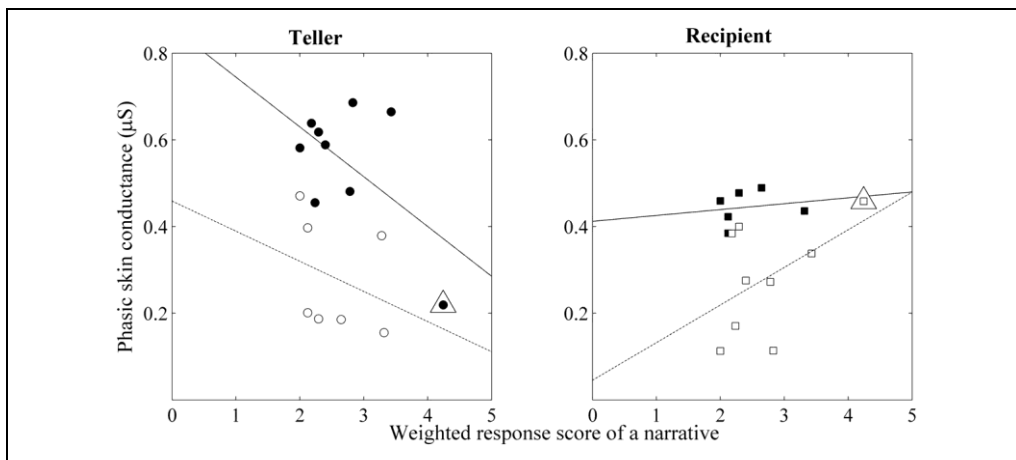 Teller
Recipient
Phasic skin conductance (µS)
0.8
0.6
0.4
0.2
0 1 2 3 4 5
0.8
0.6
0.4
0.2
0 1 2 3 4 5
Weighted response score of a narrative